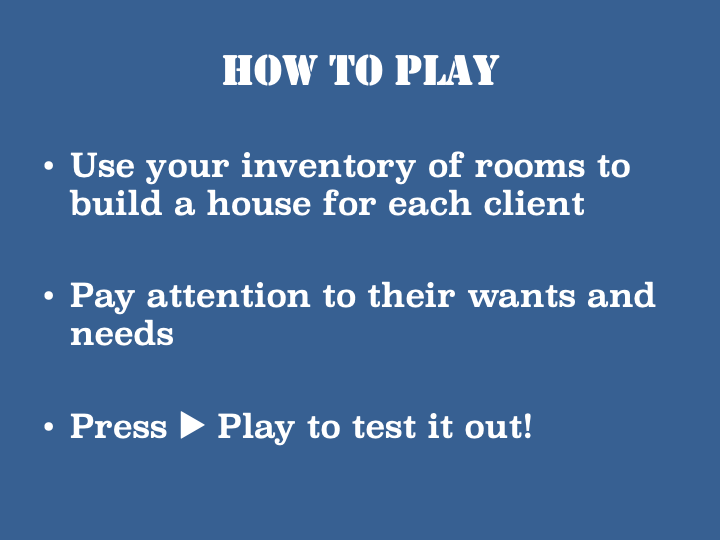 HOW TO PLAY
• Use your inventory of rooms to
build a house for each client
• Pay attention to their wants and
needs
• Press ▶ Play to test it out!